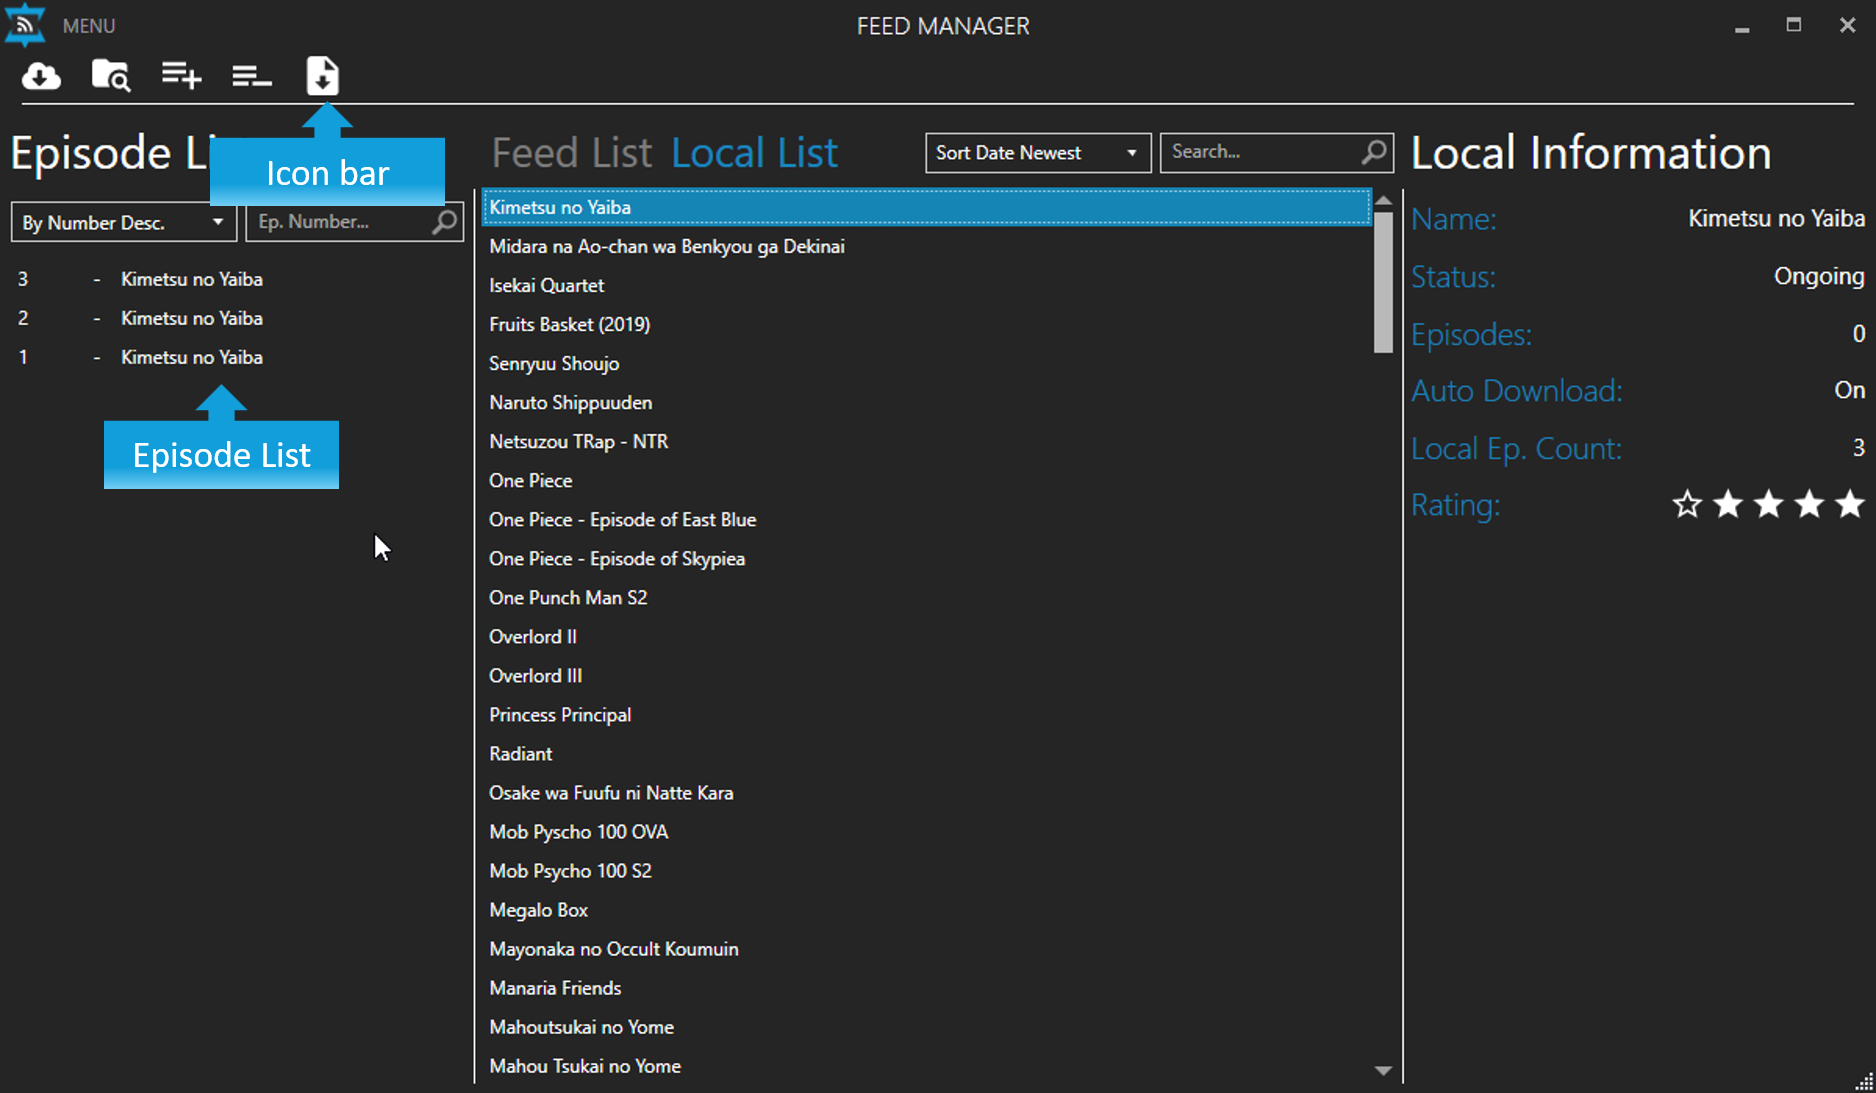 MENU
FEED MANAGER
Icon bar
Episode Li
By Number Desc.
Ep. Number...
3 - Kimetsu no Yaiba
2 - Kimetsu no Yaiba
1 - Kimetsu no Yaiba
Episode List
Feed List Local List
Sort Date Newest
Search...
Kimetsu no Yaiba
Midara na Ao-chan wa Benkyou ga Dekinai
Isekai Quartet
Fruits Basket (2019)
Senryuu Shoujo
Naruto Shippuuden
Netsuzou TRap - NTR
One Piece
One Piece - Episode of East Blue
One Piece - Episode of Skypiea
One Punch Man S2
Overlord II
Overlord III
Princess Principal
Radiant
Osake wa Fuufu ni Natte Kara
Mob Pyscho 100 OVA
Mob Psycho 100 S2
Megalo Box
Mayonaka no Occult Koumuin
Manaria Friends
Mahoutsukai no Yome
Mahou Tsukai no Yome
Local Information
Name: Kimetsu no Yaiba
Status: Ongoing
Episodes: 0
Auto Download: On
Local Ep. Count: 3
Rating: